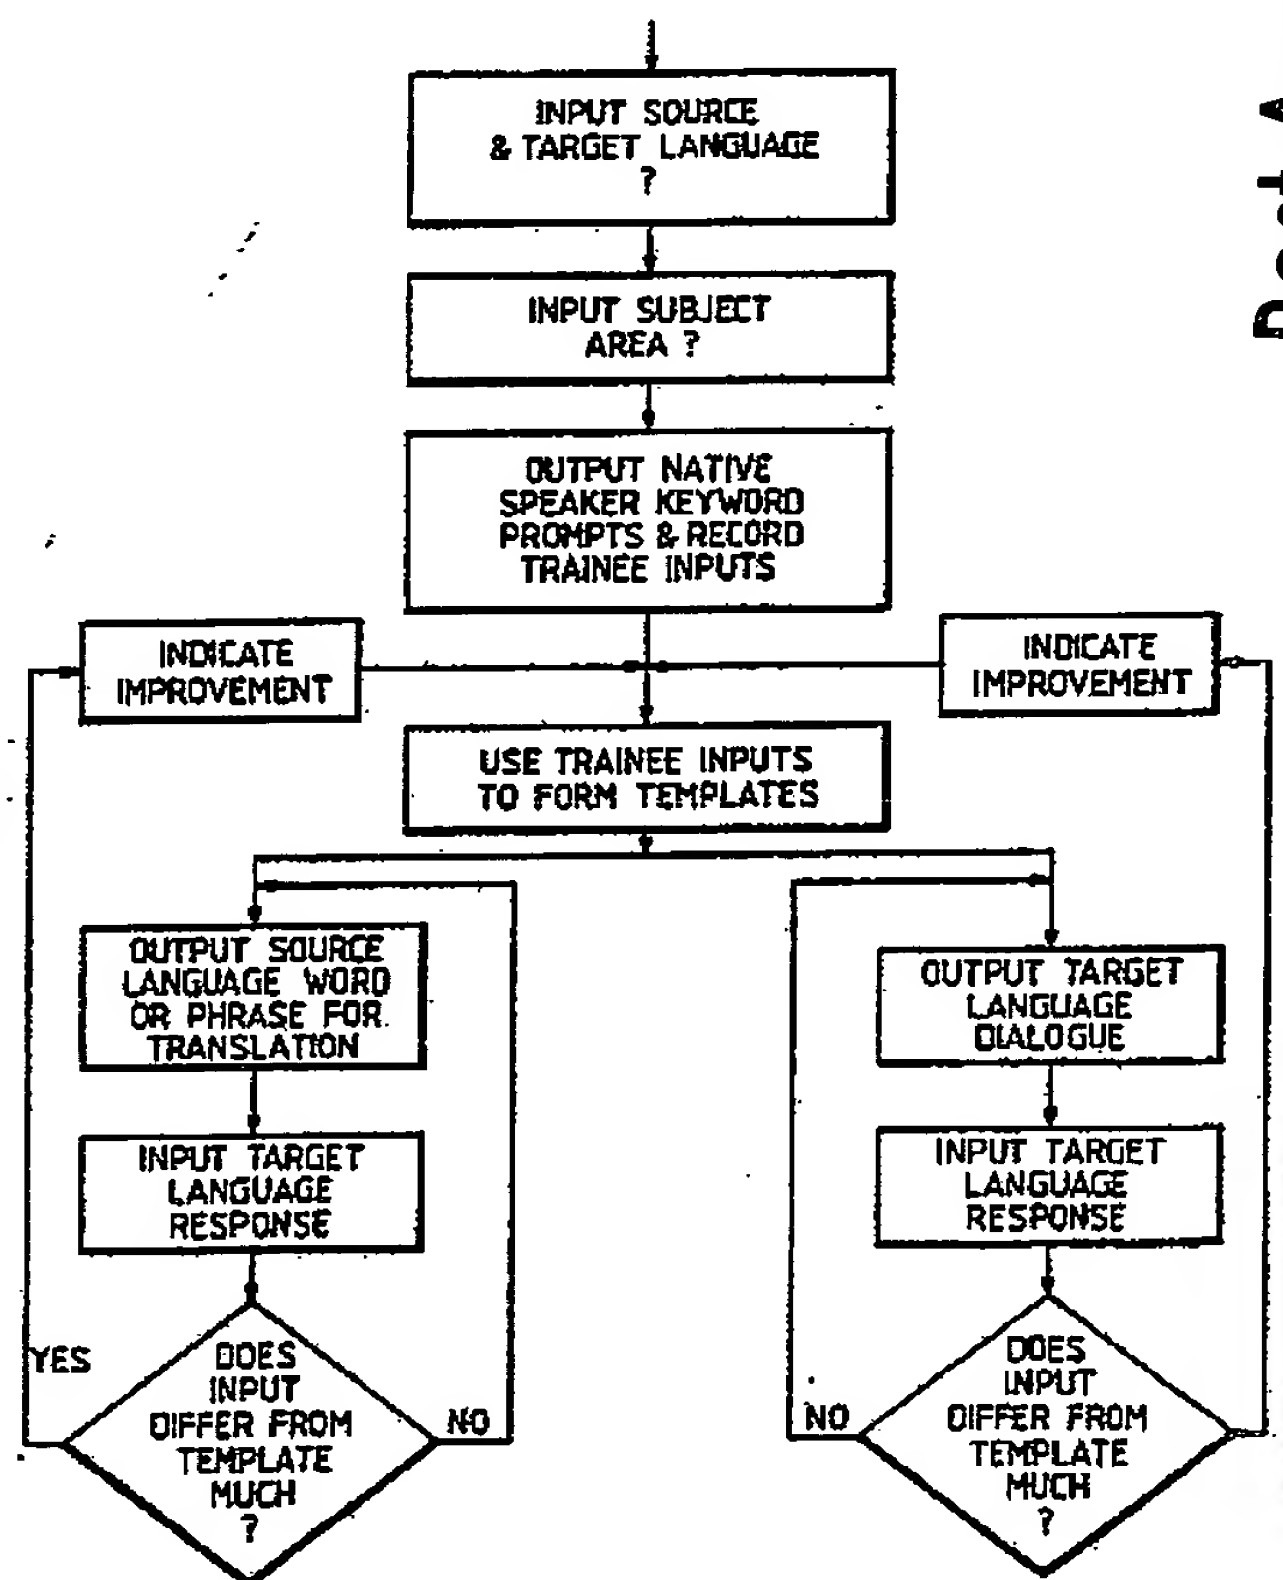 INPUT SOURCE
& TARGET LANGUAGE
?
INPUT SUBJECT
AREA ?
OUTPUT NATIVE
SPEAKER KEYWORD
PROMPTS & RECORD
TRAINEE INPUTS
INDICATE
IMPROVEMENT
INDICATE
IMPROVEMENT
USE TRAINEE INPUTS
TO FORM TEMPLATES
OUTPUT SOURCE
LANGUAGE WORD
OR PHRASE FOR
TRANSLATION
OUTPUT TARGET
LANGUAGE
DIALOGUE
INPUT TARGET
LANGUAGE
RESPONSE
INPUT TARGET
LANGUAGE
RESPONSE
YES
DOES
INPUT
DIFFER FROM
TEMPLATE
MUCH
?
NO
NO
DOES
INPUT
DIFFER FROM
TEMPLATE
MUCH
?